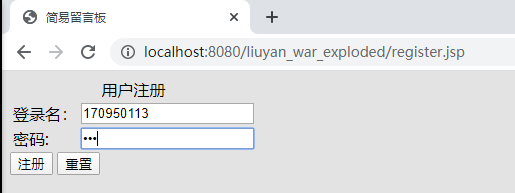 简易留言板
localhost:8080/liuyan_war_exploded/register.jsp
用户注册
登录名： 170950113
密码: •••
注册 重置